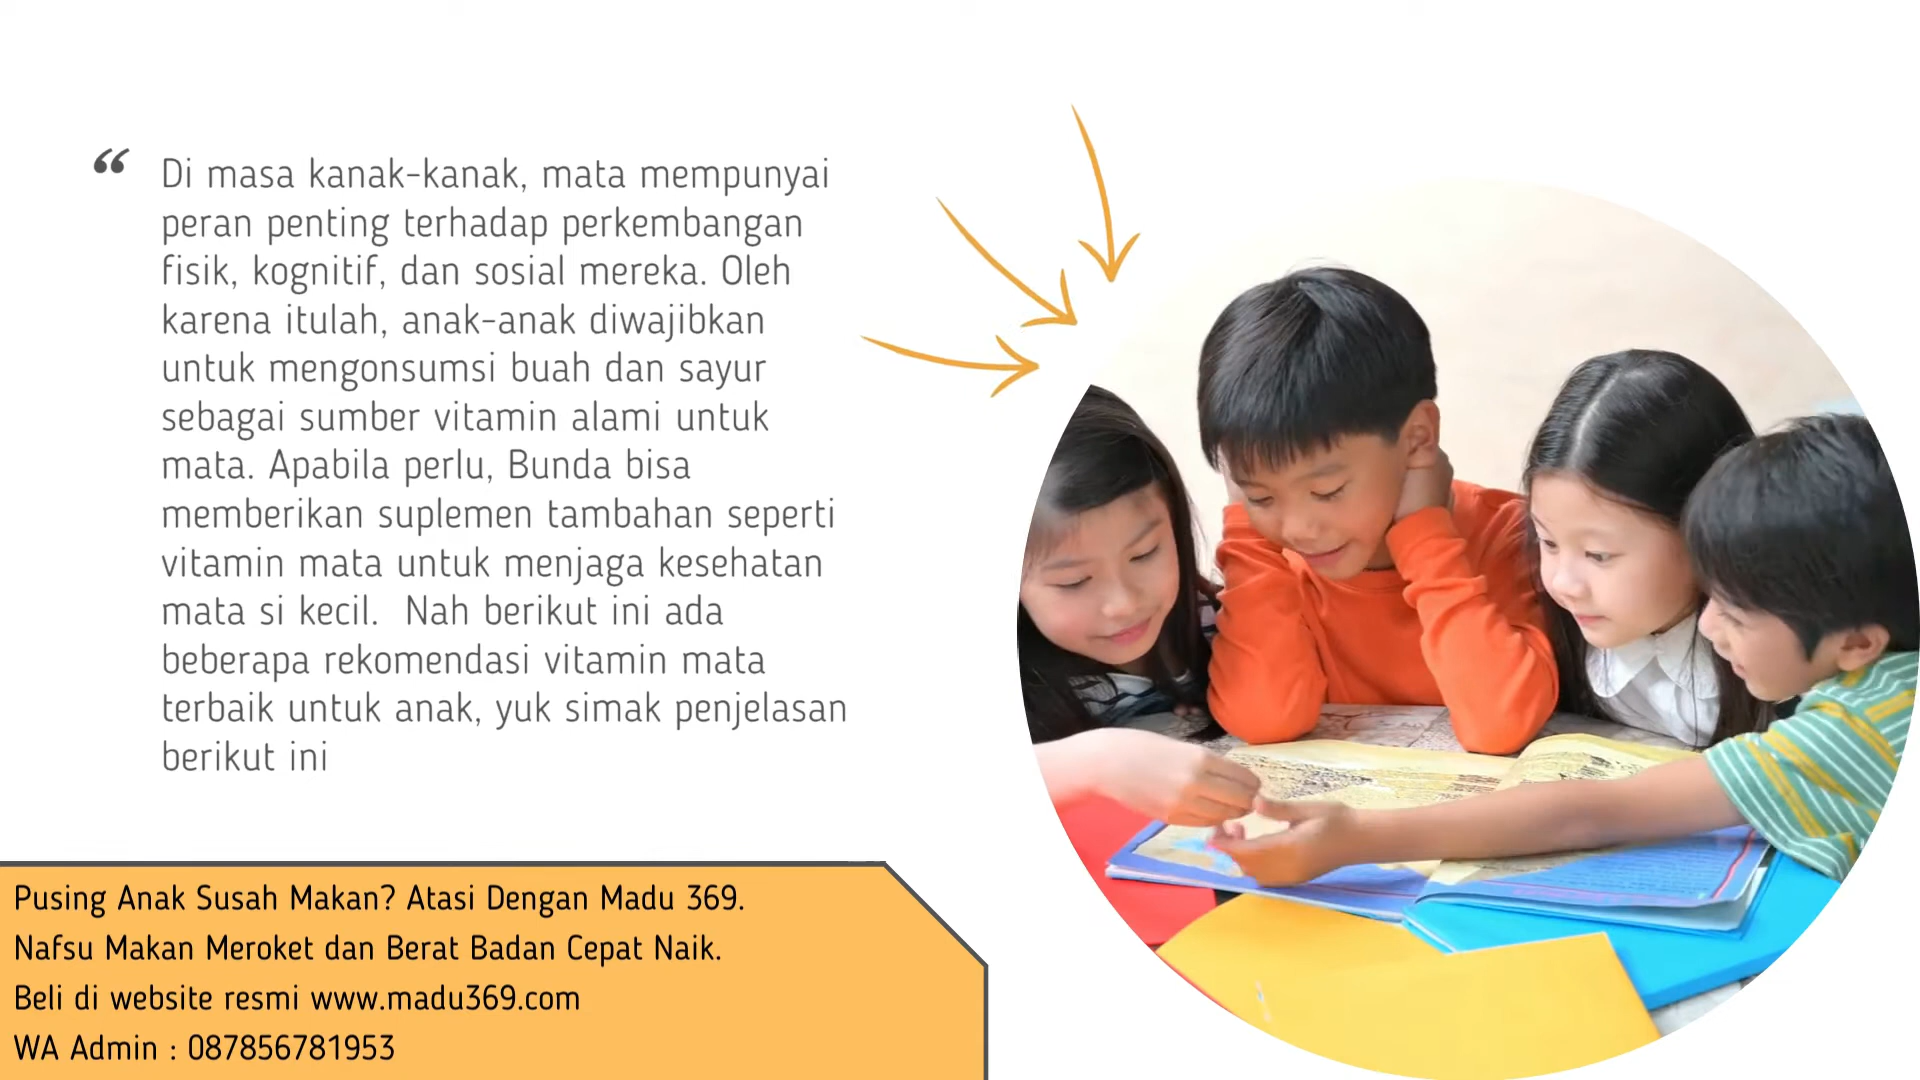 “ Di masa kanak-kanak, mata mempunyai
peran penting terhadap perkembangan
fisik, kognitif, dan sosial mereka. Oleh
karena itulah, anak-anak diwajibkan
untuk mengonsumsi buah dan sayur
sebagai sumber vitamin alami untuk
mata. Apabila perlu, Bunda bisa
memberikan suplemen tambahan seperti
vitamin mata untuk menjaga kesehatan
mata si kecil.  Nah berikut ini ada
beberapa rekomendasi vitamin mata
terbaik untuk anak, yuk simak penjelasan
berikut ini
Pusing Anak Susah Makan? Atasi Dengan Madu 369.
Nafsu Makan Meroket dan Berat Badan Cepat Naik.
Beli di website resmi www.madu369.com
WA Admin : 087856781953